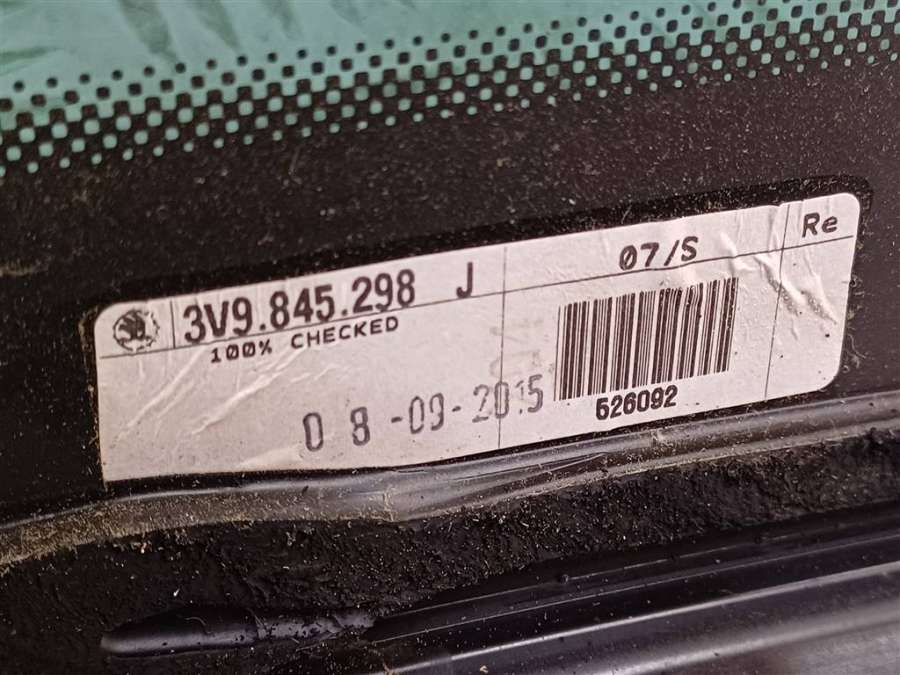 3V9.845.298 J
07/S
Re
100% CHECKED
08-09-2015
526092